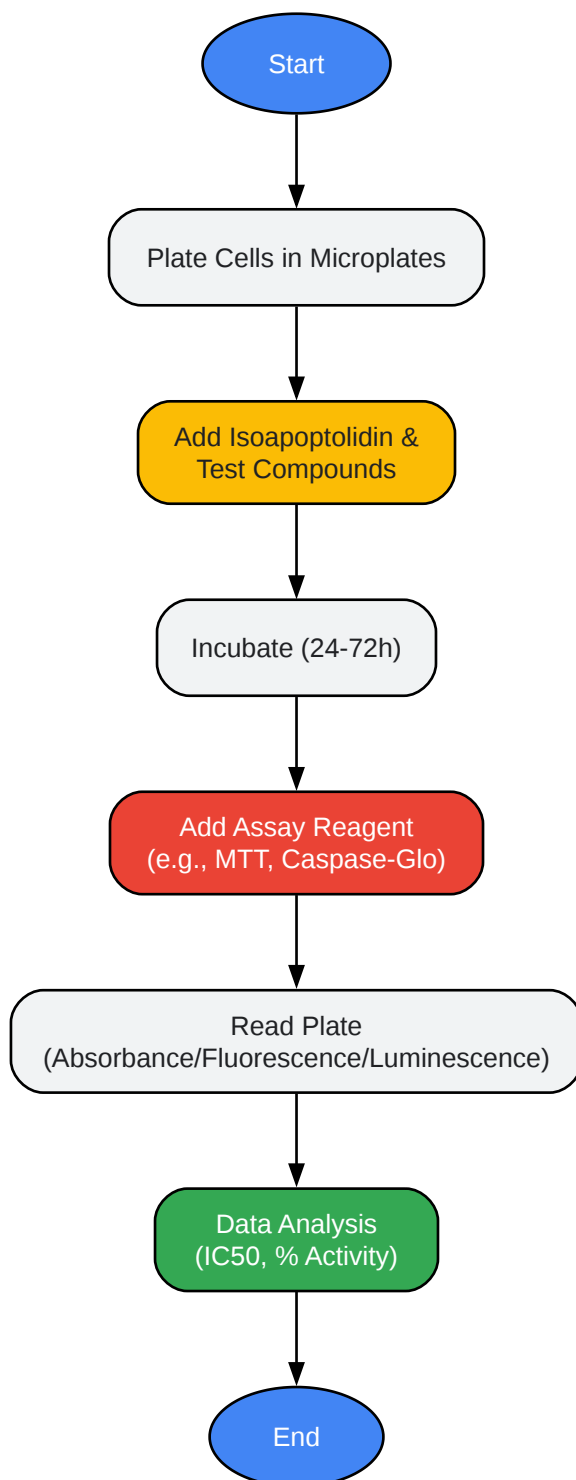 Start
Plate Cells in Microplates
Add Isoapoptolidin &
Test Compounds
Incubate (24-72h)
Add Assay Reagent
(e.g., MTT, Caspase-Glo)
Read Plate
(Absorbance/Fluorescence/Luminescence)
Data Analysis
(IC50, % Activity)
End